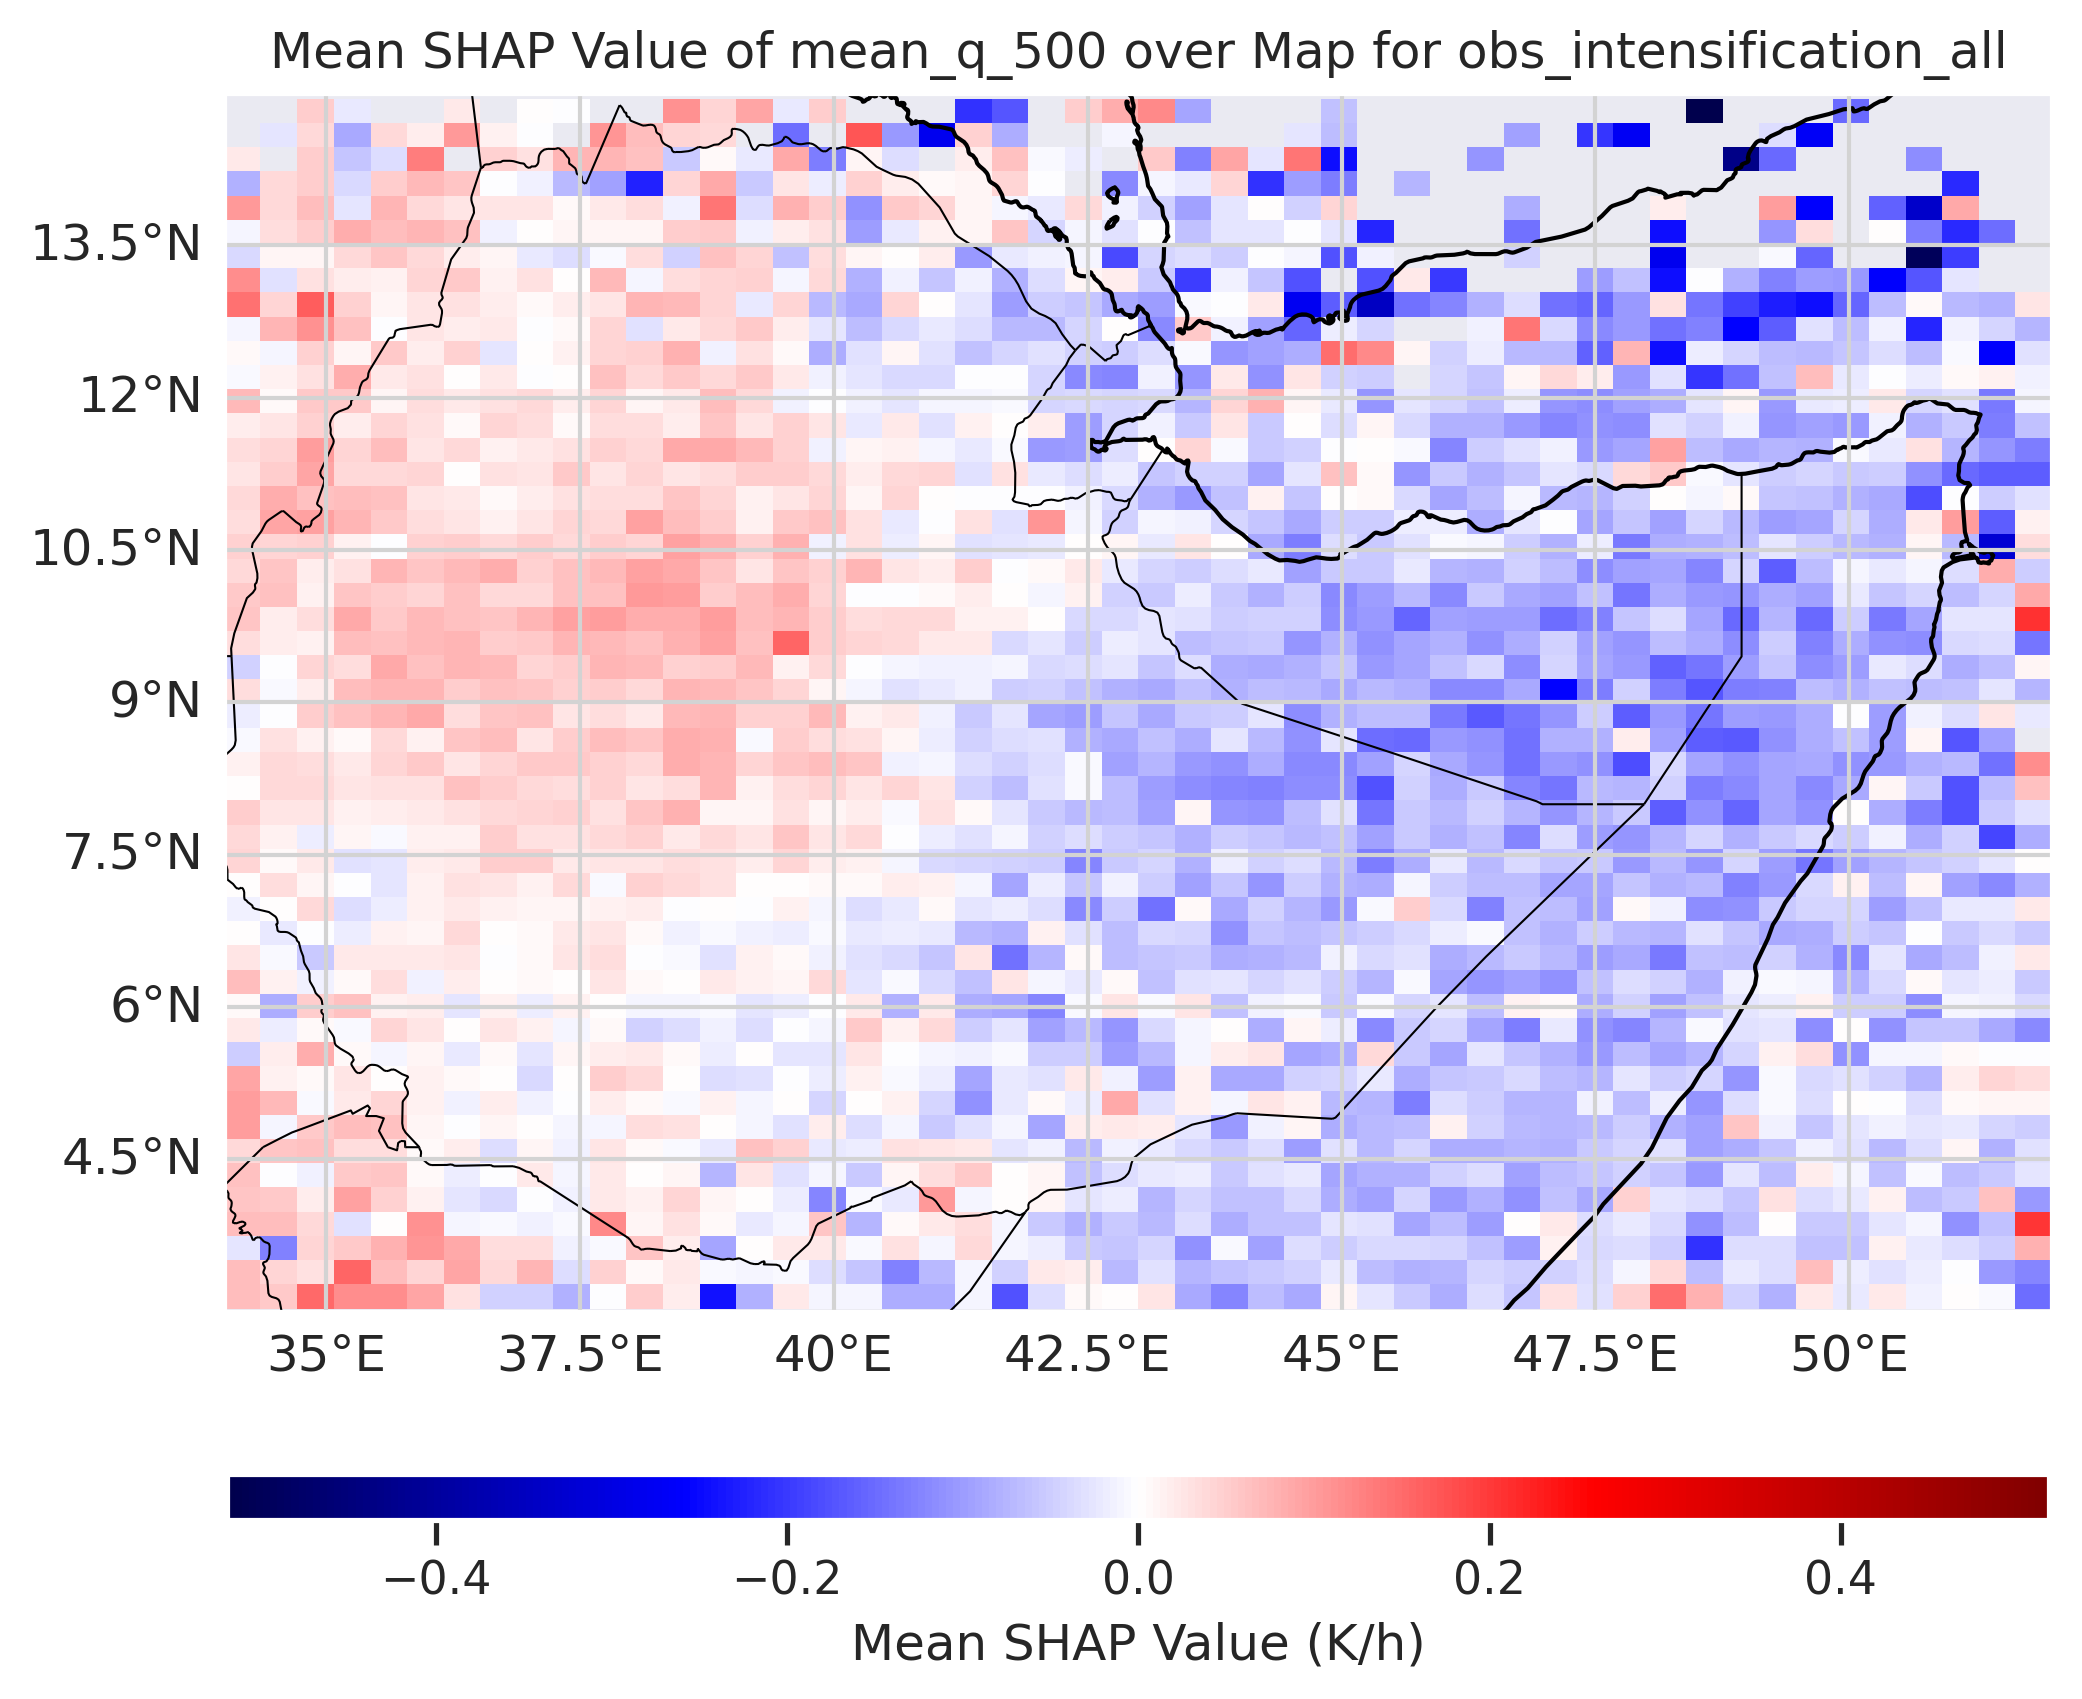 Mean SHAP Value of mean_q_500 over Map for obs_intensification_all
13.5°N
12°N
10.5°N
9°N
7.5°N
6°N
4.5°N
35°E 37.5°E 40°E 42.5°E 45°E 47.5°E 50°E
−0.4 −0.2 0.0 0.2 0.4
Mean SHAP Value (K/h)